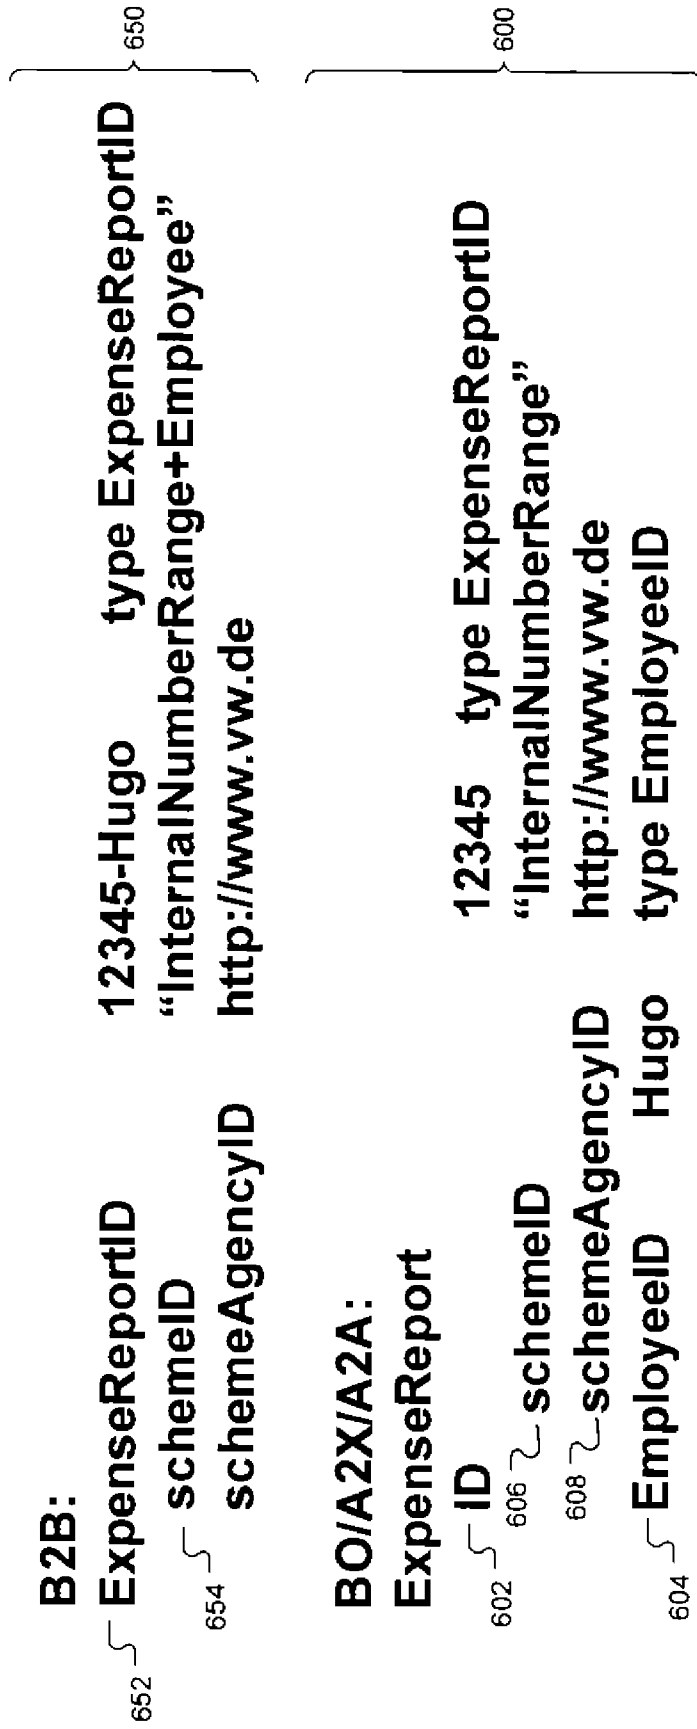 B2B:
652 ExpenseReportID 12345-Hugo type ExpenseReportID
654 schemeID “InternalNumberRange+Employee”
schemeAgencyID http://www.vw.de
650
BO/A2X/A2A:
ExpenseReport
602 ID 12345 type ExpenseReportID
606 schemeID “InternalNumberRange”
608 schemeAgencyID http://www.vw.de
604 EmployeeID Hugo type EmployeeID
600